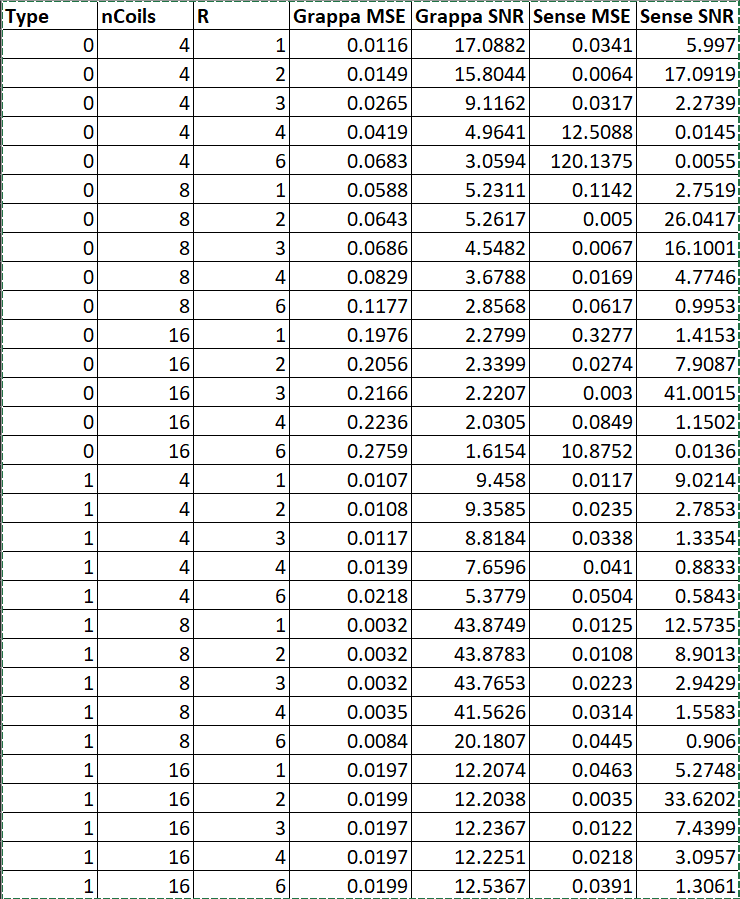 Type nCoils R Grappa MSE Grappa SNR Sense MSE Sense SNR
0 4 1 0.0116 17.0882 0.0341 5.997
0 4 2 0.0149 15.8044 0.0064 17.0919
0 4 3 0.0265 9.1162 0.0317 2.2739
0 4 4 0.0419 4.9641 12.5088 0.0145
0 4 6 0.0683 3.0594 120.1375 0.0055
0 8 1 0.0588 5.2311 0.1142 2.7519
0 8 2 0.0643 5.2617 0.005 26.0417
0 8 3 0.0686 4.5482 0.0067 16.1001
0 8 4 0.0829 3.6788 0.0169 4.7746
0 8 6 0.1177 2.8568 0.0617 0.9953
0 16 1 0.1976 2.2799 0.3277 1.4153
0 16 2 0.2056 2.3399 0.0274 7.9087
0 16 3 0.2166 2.2207 0.003 41.0015
0 16 4 0.2236 2.0305 0.0849 1.1502
0 16 6 0.2759 1.6154 10.8752 0.0136
1 4 1 0.0107 9.458 0.0117 9.0214
1 4 2 0.0108 9.3585 0.0235 2.7853
1 4 3 0.0117 8.8184 0.0338 1.3354
1 4 4 0.0139 7.6596 0.041 0.8833
1 4 6 0.0218 5.3779 0.0504 0.5843
1 8 1 0.0032 43.8749 0.0125 12.5735
1 8 2 0.0032 43.8783 0.0108 8.9013
1 8 3 0.0032 43.7653 0.0223 2.9429
1 8 4 0.0035 41.5626 0.0314 1.5583
1 8 6 0.0084 20.1807 0.0445 0.906
1 16 1 0.0197 12.2074 0.0463 5.2748
1 16 2 0.0199 12.2038 0.0035 33.6202
1 16 3 0.0197 12.2367 0.0122 7.4399
1 16 4 0.0197 12.2251 0.0218 3.0957
1 16 6 0.0199 12.5367 0.0391 1.3061